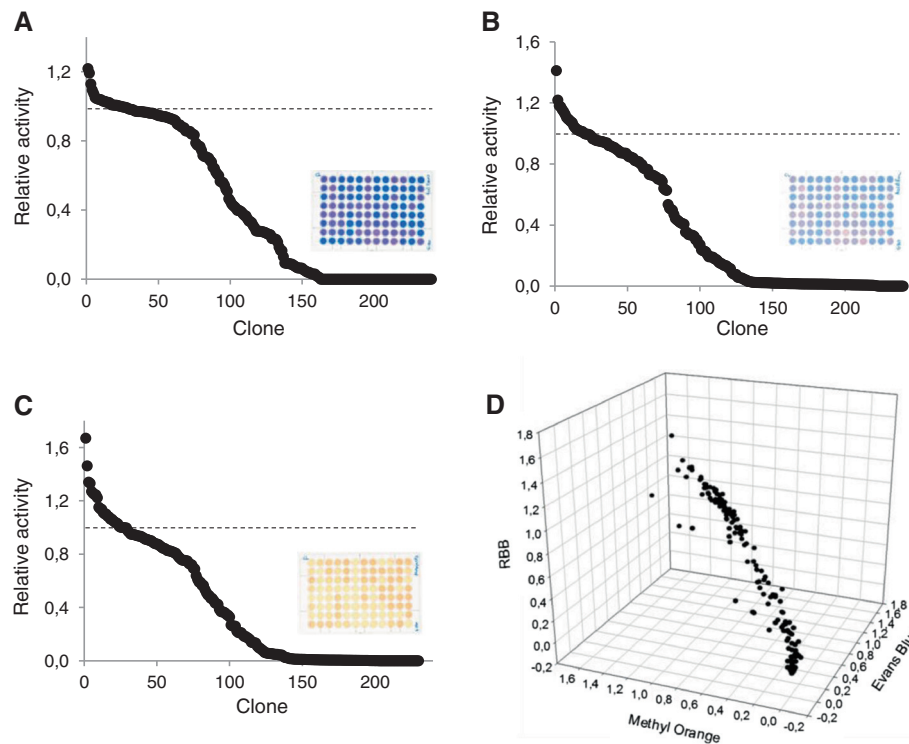 A
Relative activity
1,2
0,8
0,4
0,0
0 50 100 150 200
Clone
B
Relative activity
1,6
1,2
0,8
0,4
0,0
0 50 100 150 200
Clone
C
Relative activity
1,6
1,2
0,8
0,4
0,0
0 50 100 150 200
Clone
D
RBB
1,8
1,6
1,4
1,2
1,0
0,8
0,6
0,4
0,2
0,0
-0,2
1,6 1,4 1,2 1,0 0,8 0,6 0,4 0,2 0,0 -0,2
Methyl Orange
1,8
1,6
1,4
1,2
1,0
0,8
0,6
0,4
0,2
0,0
-0,2
Evans Blu